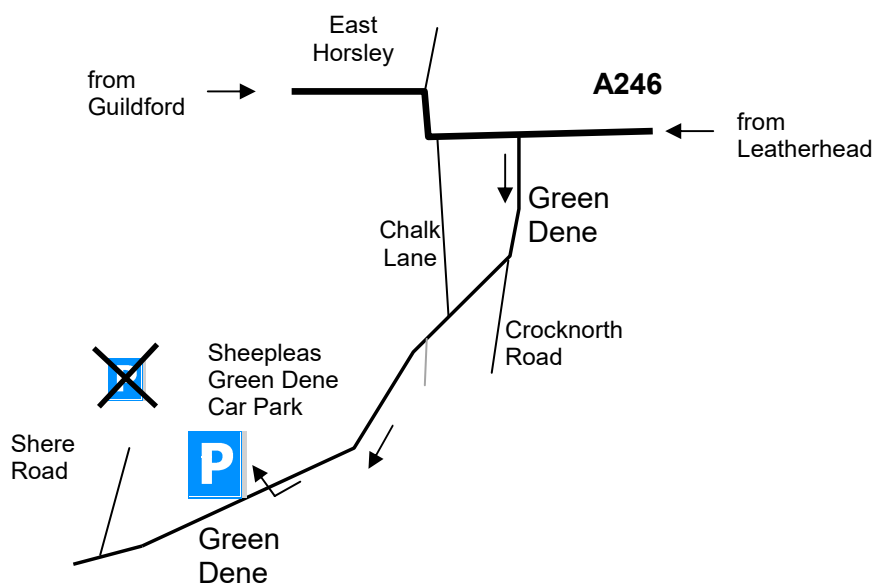 East
Horsley
from
Guildford
A246
from
Leatherhead
Green
Dene
Chalk
Lane
Crocknorth
Road
Sheepleas
Green Dene
Car Park
P
Shere
Road
P
Green
Dene